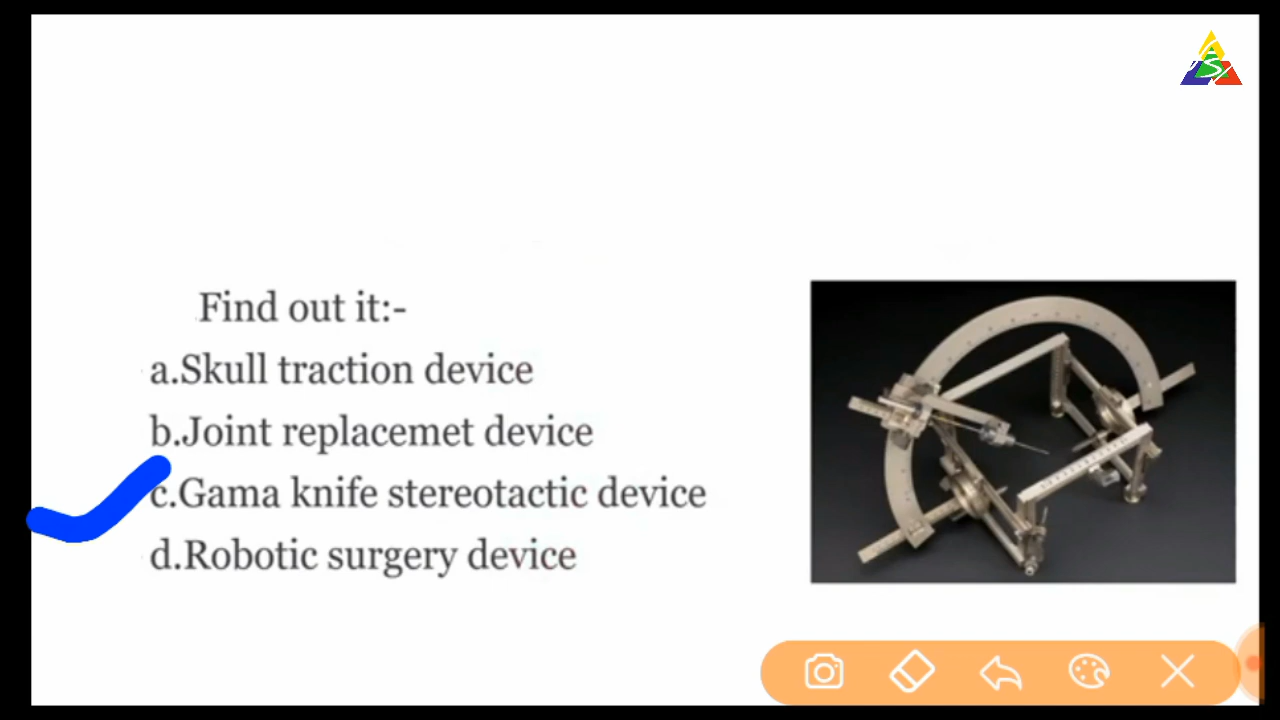 Find out it:-
a.Skull traction device
b.Joint replacemet device
c.Gama knife stereotactic device
d.Robotic surgery device